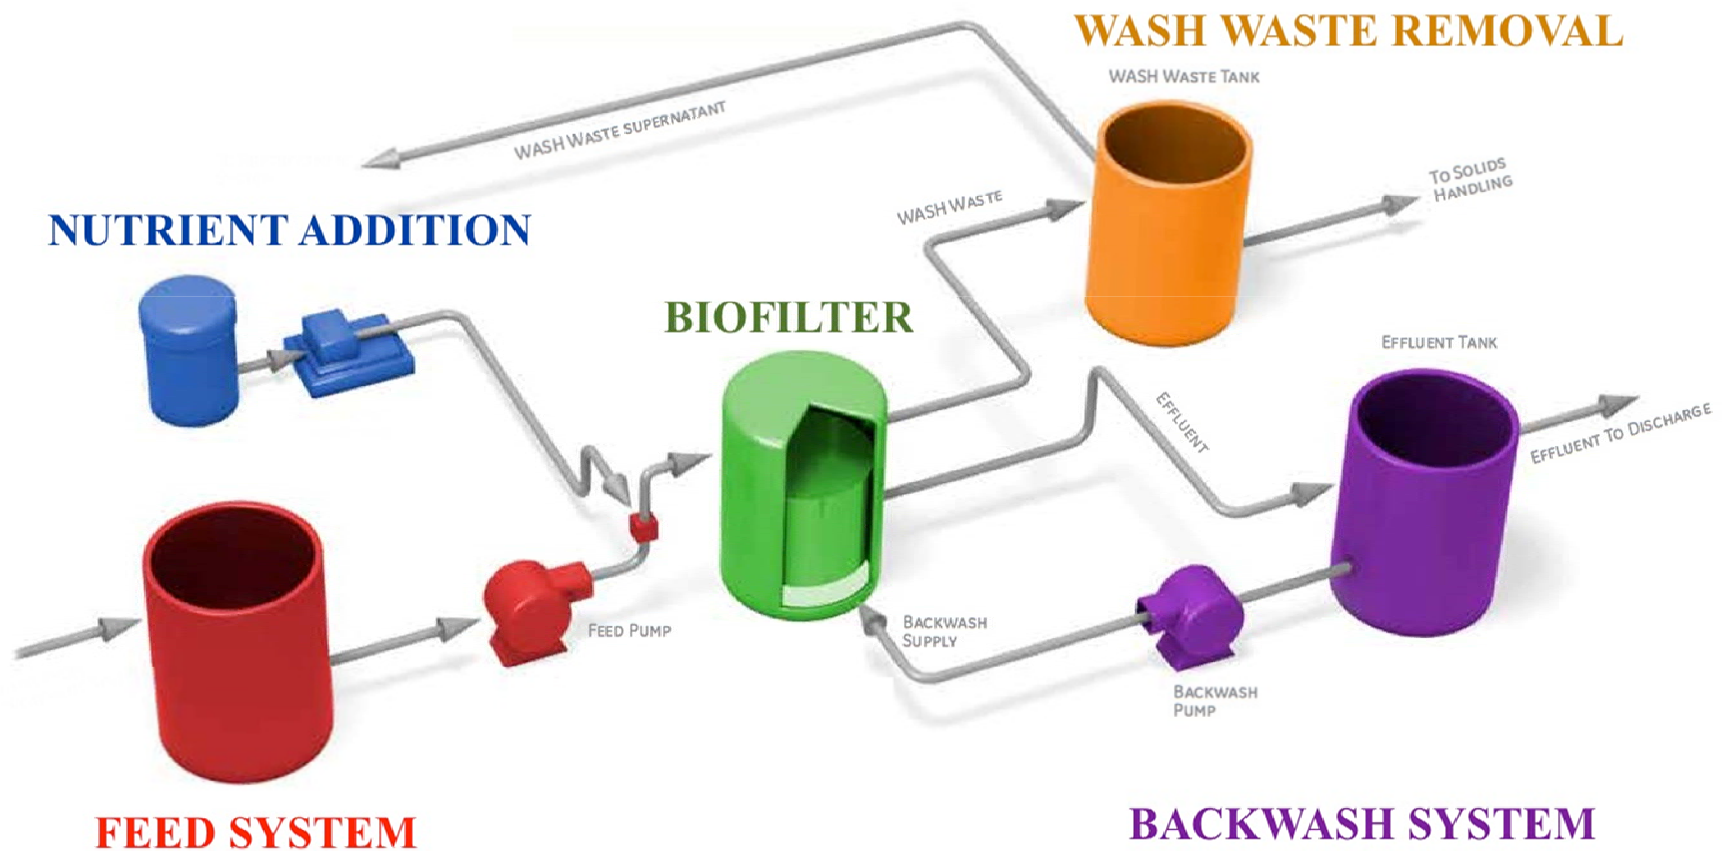 WASH WASTE REMOVAL
WASH WASTE TANK
WASH WASTE SUPERNATANT
TO SOLIDS
HANDLING
WASH WASTE
NUTRIENT ADDITION
BIOFILTER
EFFLUENT TANK
EFFLUENT
EFFLUENT TO DISCHARGE
FEED PUMP
BACKWASH
SUPPLY
BACKWASH
PUMP
FEED SYSTEM
BACKWASH SYSTEM